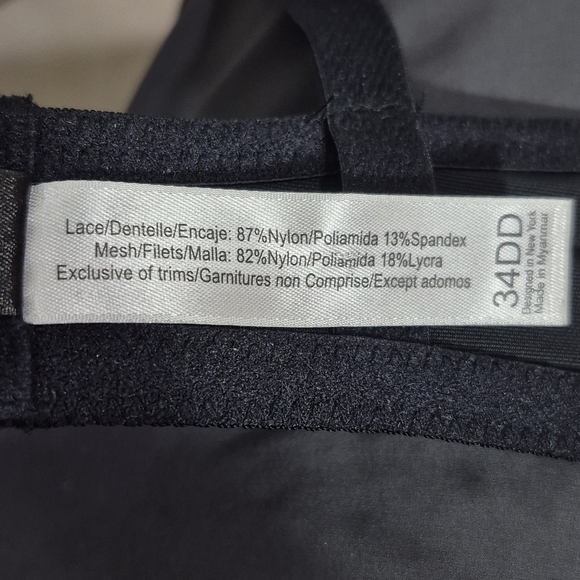 Lace/Dentelle/Encaje: 87%Nylon/Poliamida 13%Spandex
Mesh/Filets/Malla: 82%Nylon/Poliamida 18%Lycra
Exclusive of trims/Garnitures non Comprise/Except adornos
34DD
Designed in New York
Made in Myanmar